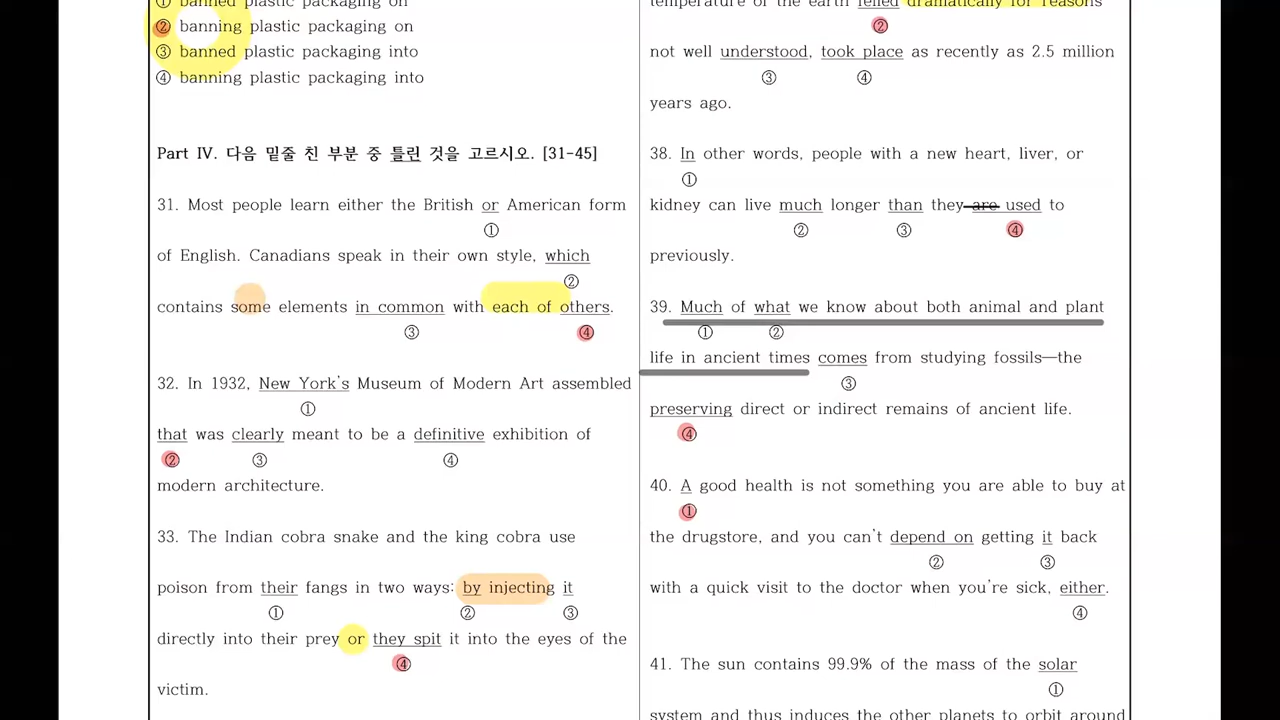 ① banned plastic packaging on
② banning plastic packaging on
③ banned plastic packaging into
④ banning plastic packaging into
Part Ⅳ. 다음 밑줄 친 부분 중 틀린 것을 고르시오. [31-45]
31. Most people learn either the British or American form
①
of English. Canadians speak in their own style, which
②
contains some elements in common with each of others.
③ ④
32. In 1932, New York's Museum of Modern Art assembled
①
that was clearly meant to be a definitive exhibition of
② ③ ④
modern architecture.
33. The Indian cobra snake and the king cobra use
poison from their fangs in two ways: by injecting it
① ② ③
directly into their prey or they spit it into the eyes of the
④
victim.
temperature of the earth felled dramatically for reasons
②
not well understood, took place as recently as 2.5 million
③ ④
years ago.
38. In other words, people with a new heart, liver, or
①
kidney can live much longer than they are used to
② ③ ④
previously.
39. Much of what we know about both animal and plant
① ②
life in ancient times comes from studying fossils—the
③
preserving direct or indirect remains of ancient life.
④
40. A good health is not something you are able to buy at
①
the drugstore, and you can't depend on getting it back
② ③
with a quick visit to the doctor when you're sick, either.
④
41. The sun contains 99.9% of the mass of the solar
①
system and thus induces the other planets to orbit around